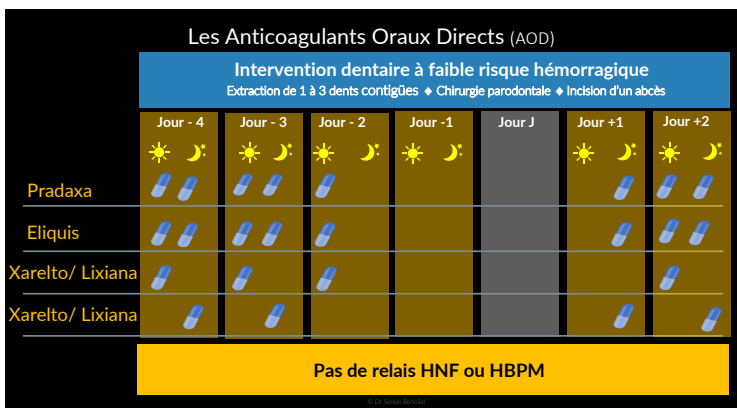 Les Anticoagulants Oraux Directs (AOD)
Intervention dentaire à faible risque hémorragique
Extraction de 1 à 3 dents contigües ◆ Chirurgie parodontale ◆ Incision d'un abcès
Jour - 4 Jour - 3 Jour - 2 Jour -1 Jour J Jour +1 Jour +2
Pradaxa
Eliquis
Xarelto/ Lixiana
Xarelto/ Lixiana
Pas de relais HNF ou HBPM
© Dr Simon Benoliel